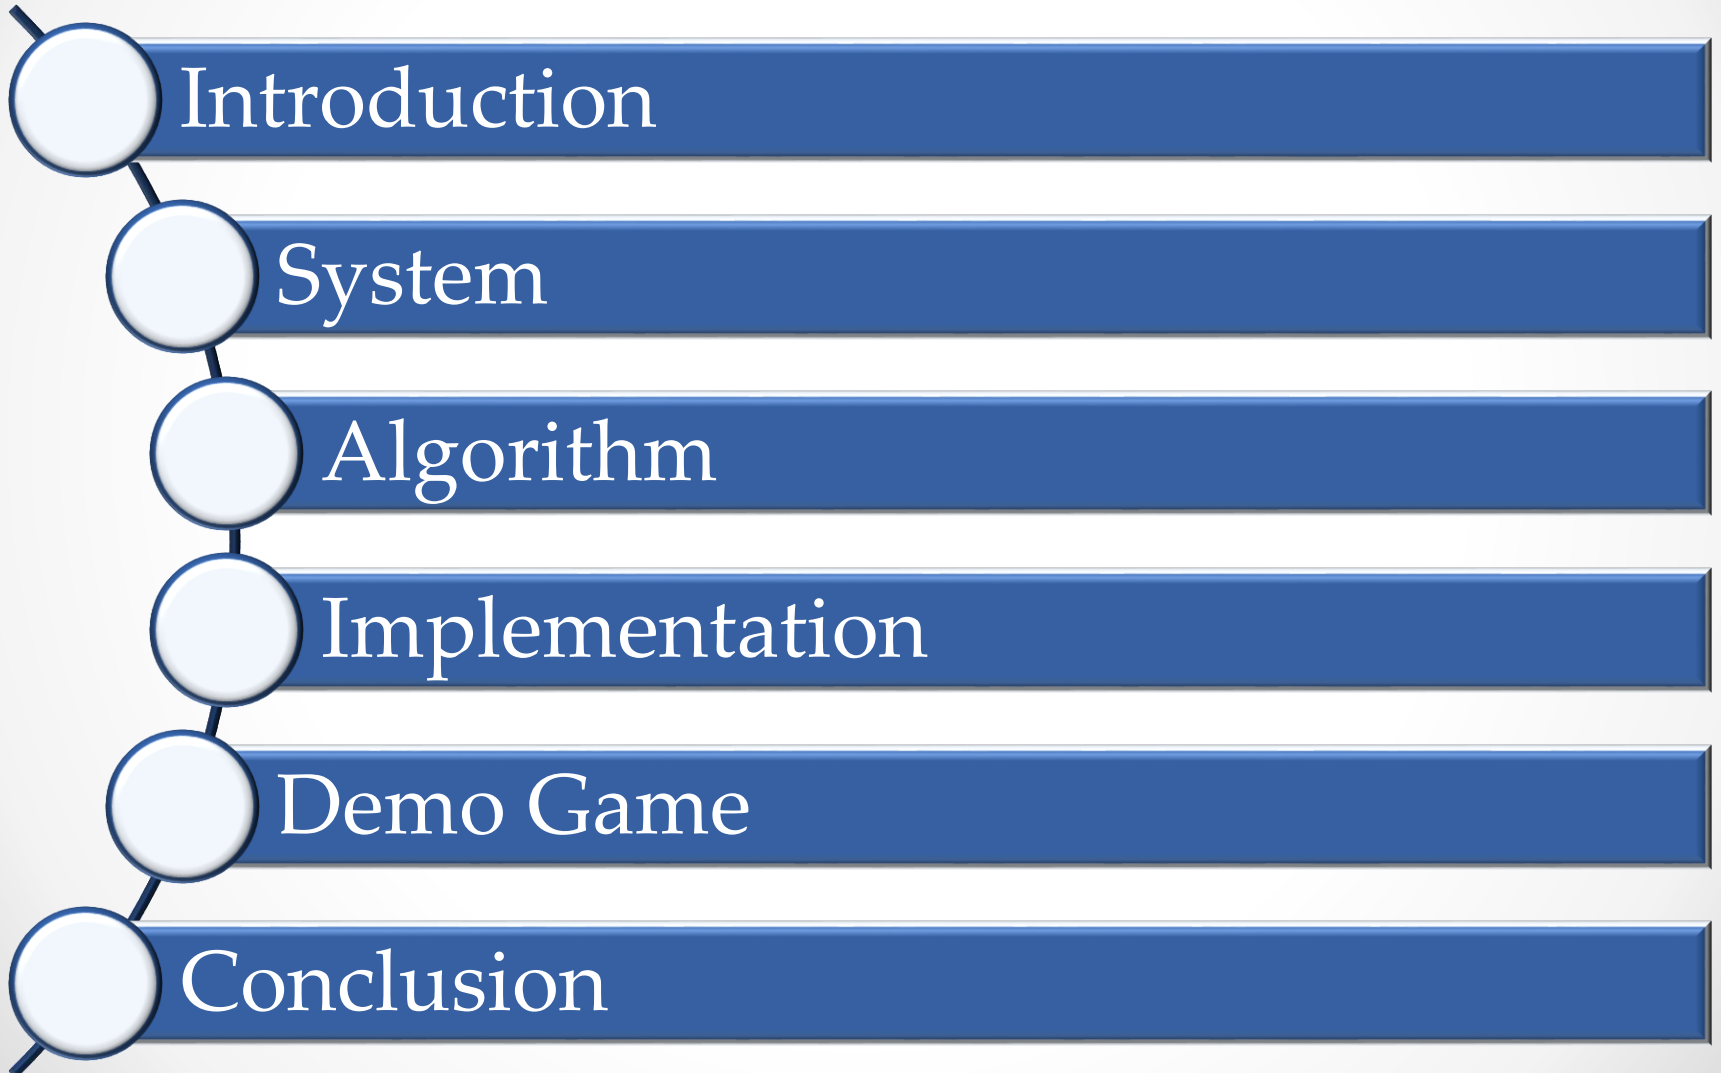 Introduction
System
Algorithm
Implementation
Demo Game
Conclusion